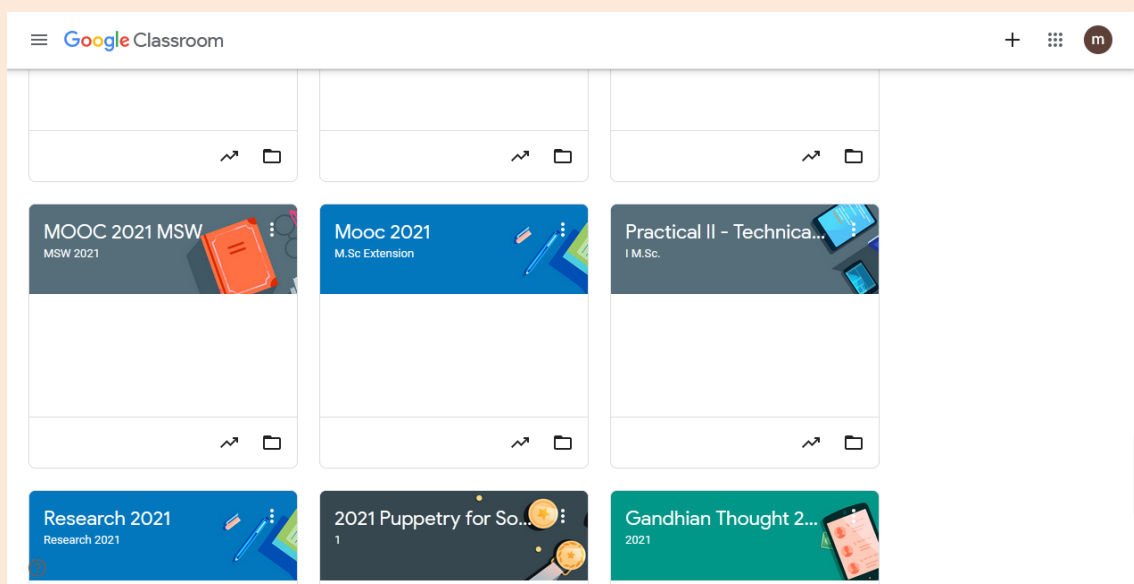 Google Classroom
m
MOOC 2021 MSW
MSW 2021
Mooc 2021
M.Sc Extension
Practical II - Technica...
I M.Sc.
Research 2021
Research 2021
2021 Puppetry for So...
1
Gandhian Thought 2...
2021